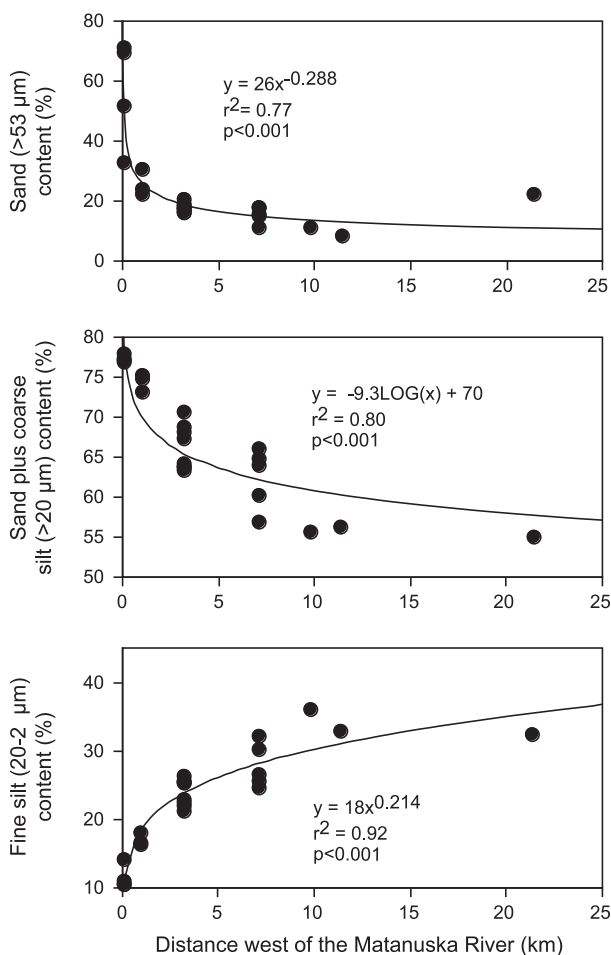 Sand (>53 µm)
content (%)
80
60
40
20
0
y = 26x-0.288
r2= 0.77
p<0.001
0 5 10 15 20 25
Sand plus coarse
silt (>20 µm) content (%)
80
75
70
65
60
55
50
y = -9.3LOG(x) + 70
r2 = 0.80
p<0.001
0 5 10 15 20 25
Fine silt (20-2 µm)
content (%)
40
30
20
10
y = 18x0.214
r2 = 0.92
p<0.001
0 5 10 15 20 25
Distance west of the Matanuska River (km)